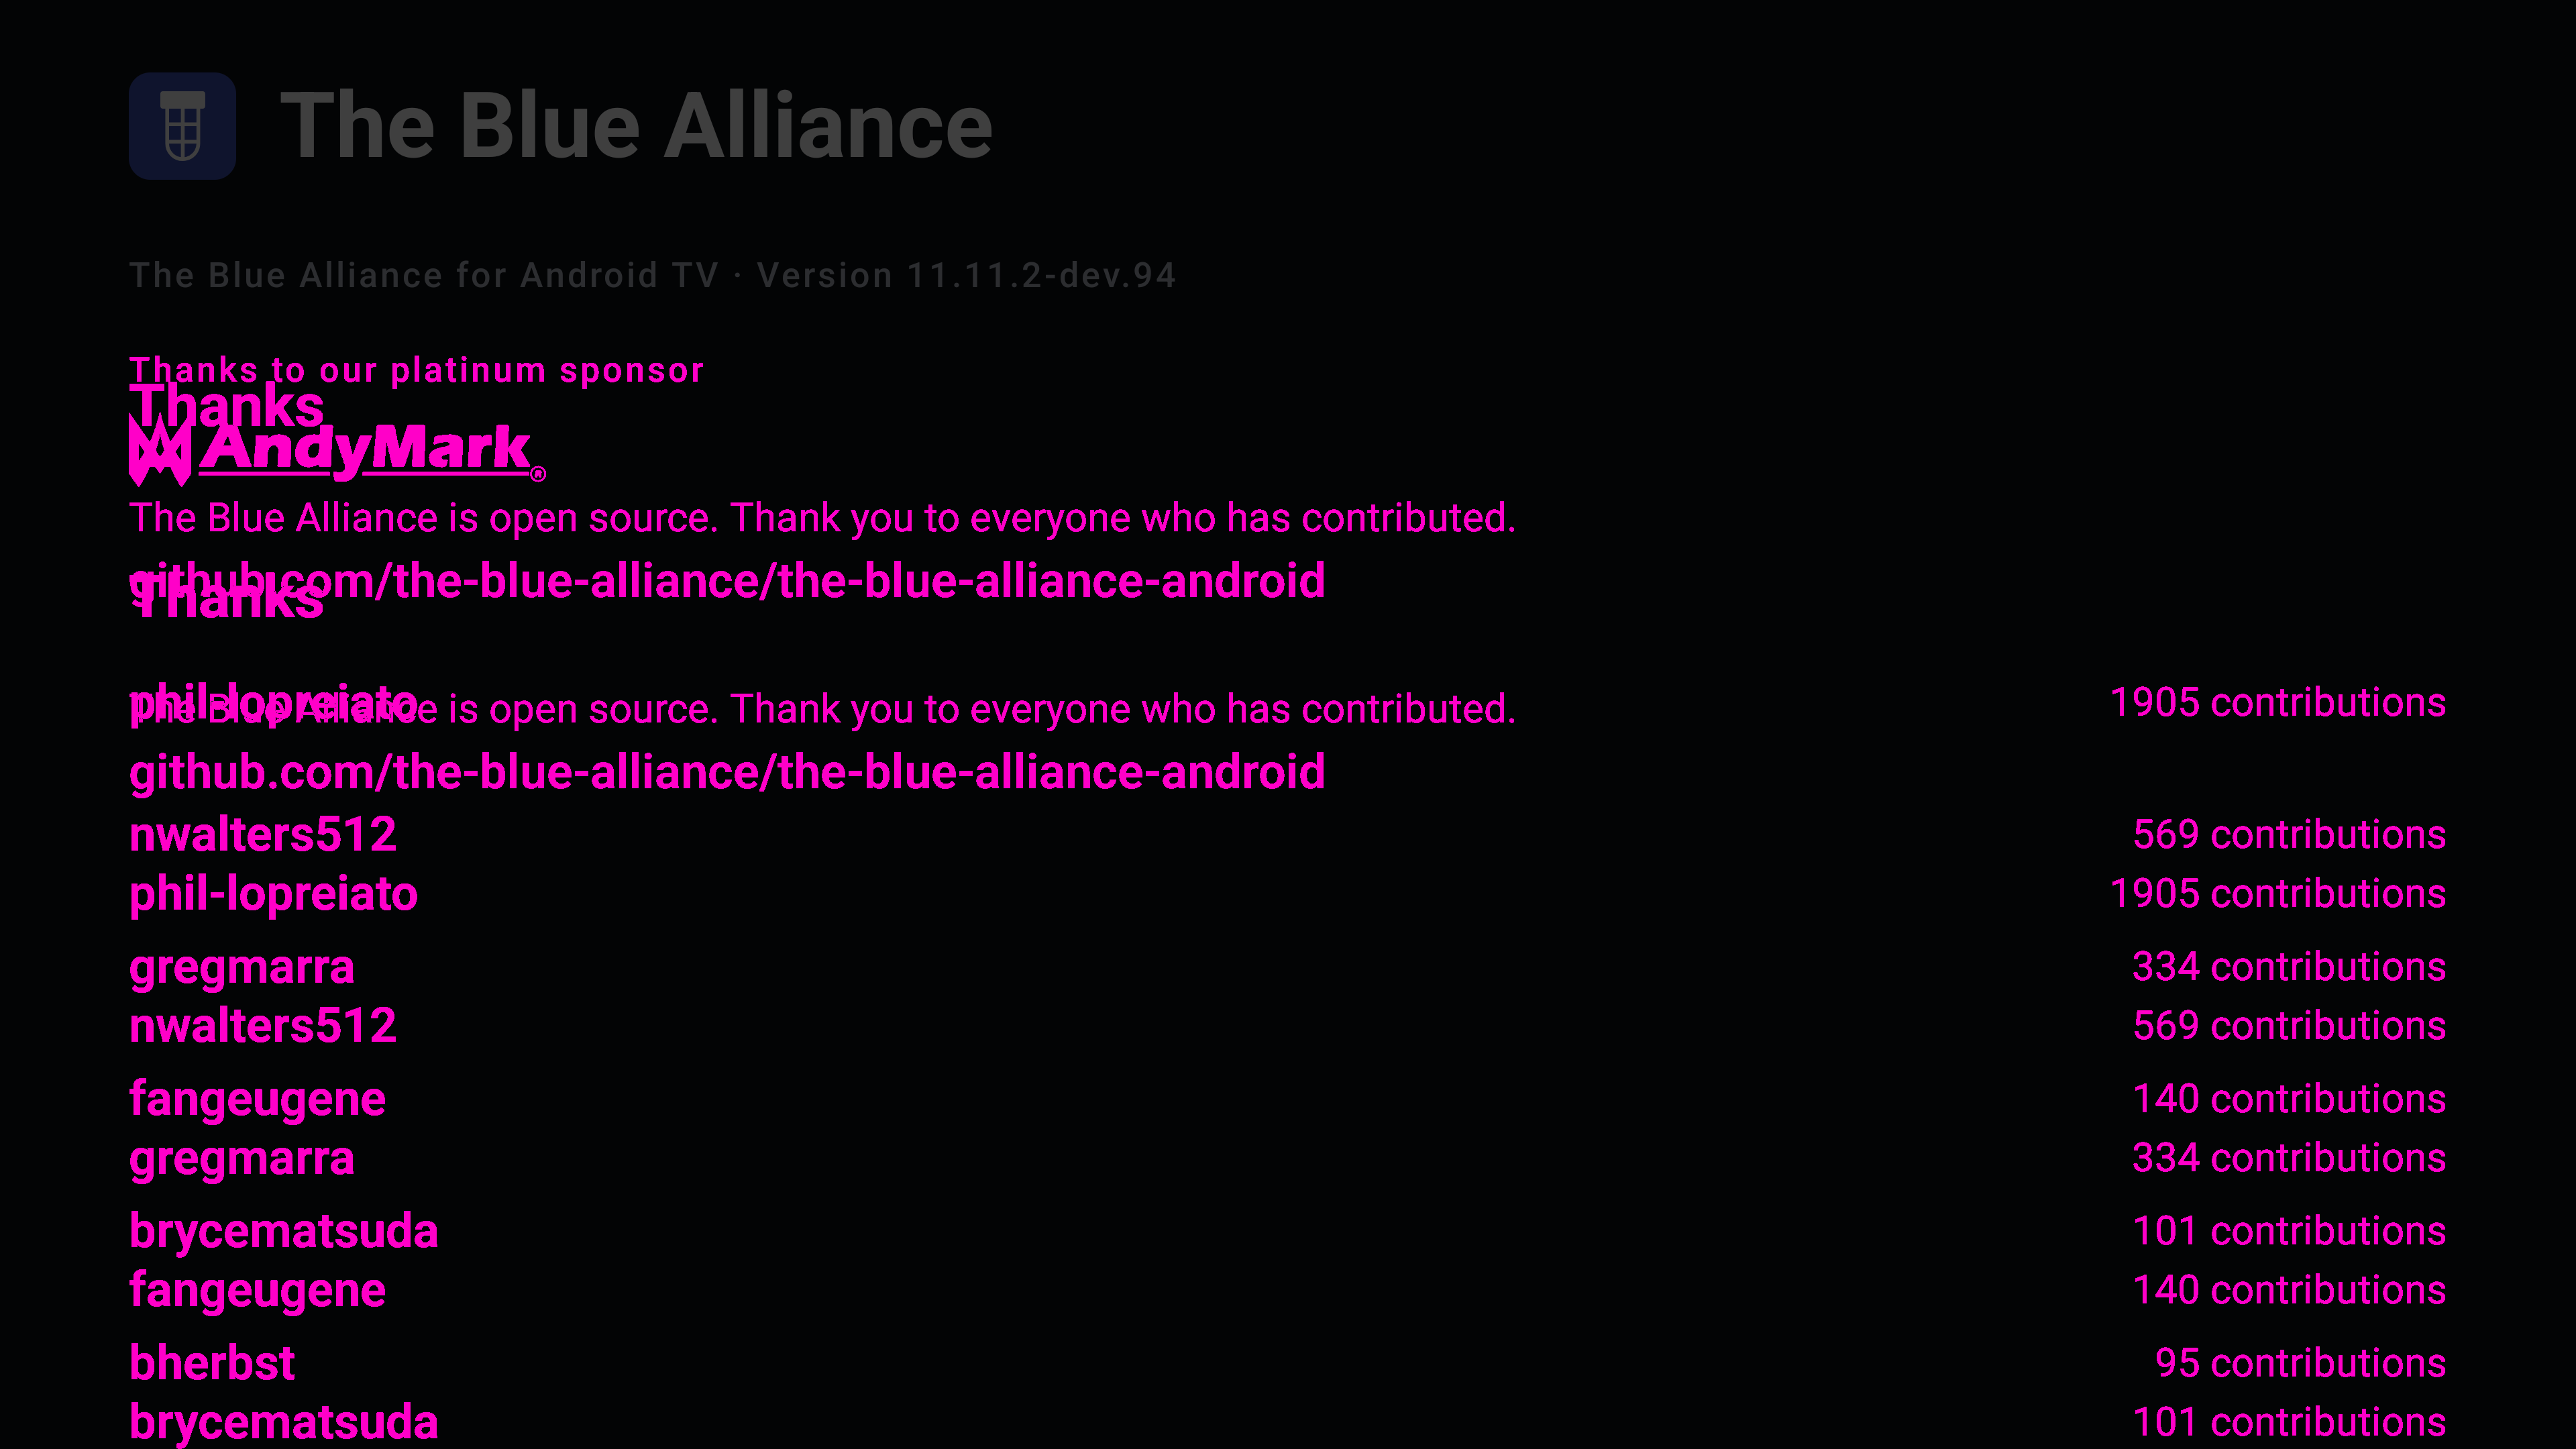 The Blue Alliance
The Blue Alliance for Android TV · Version 11.11.2-dev.94
Thanks to our platinum sponsor
Thanks
AndyMark®
The Blue Alliance is open source. Thank you to everyone who has contributed.
github.com/the-blue-alliance/the-blue-alliance-android
Thanks
phil-lopreiato 1905 contributions
The Blue Alliance is open source. Thank you to everyone who has contributed.
github.com/the-blue-alliance/the-blue-alliance-android
nwalters512 569 contributions
phil-lopreiato 1905 contributions
gregmarra 334 contributions
nwalters512 569 contributions
fangeugene 140 contributions
gregmarra 334 contributions
brycematsuda 101 contributions
fangeugene 140 contributions
bherbst 95 contributions
brycematsuda 101 contributions